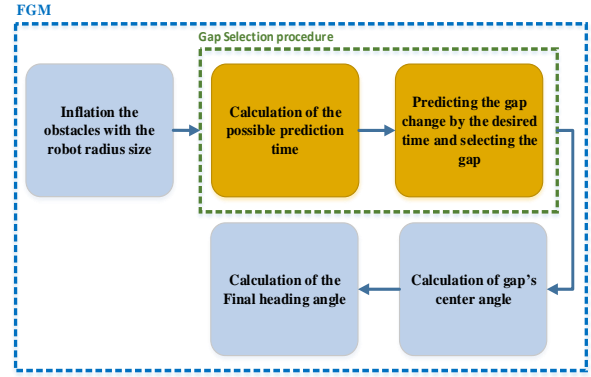 FGM
Gap Selection procedure
Inflation the
obstacles with the
robot radius size
Calculation of the
possible prediction
time
Predicting the gap
change by the desired
time and selecting the
gap
Calculation of the
Final heading angle
Calculation of gap's
center angle